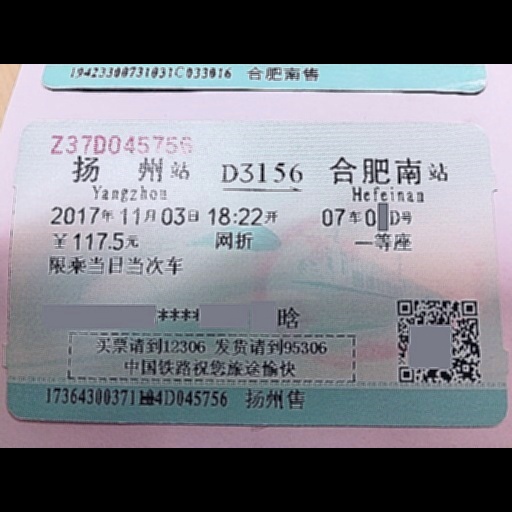 19423300731031C033016 合肥南售
Z37D045756
扬 州站 D3156 合肥南站
Yangzhou Hefeinan
2017年11月03日 18:22开 07车0 D号
￥117.5元 网折 一等座
限乘当日当次车
**** 晗
买票请到12306 发货请到95306
中国铁路祝您旅途愉快
17364300371 4D045756 扬州售